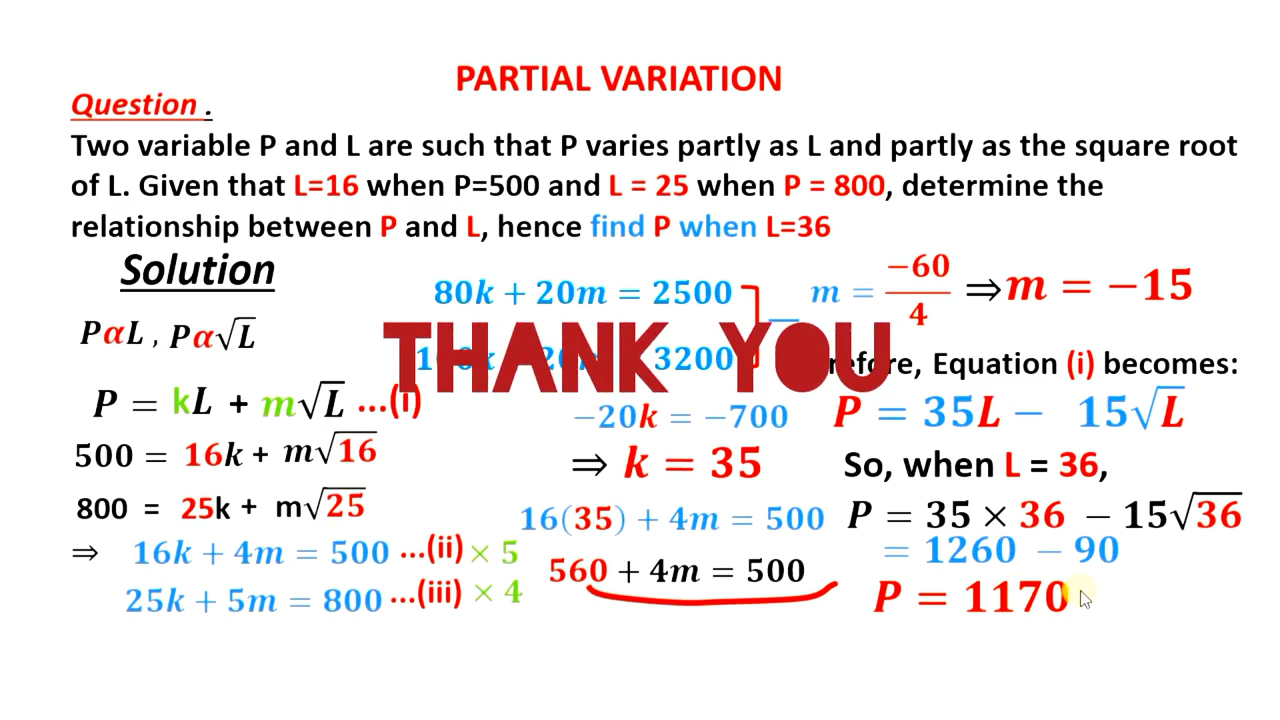 PARTIAL VARIATION
Question .
Two variable P and L are such that P varies partly as L and partly as the square root
of L. Given that L=16 when P=500 and L = 25 when P = 800, determine the
relationship between P and L, hence find P when L=36
Solution
PαL , Pα√L
P = kL + m√L ...(i)
500 = 16k + m√16
800 = 25k + m√25
⇒ 16k + 4m = 500 ...(ii) × 5
25k + 5m = 800 ...(iii) × 4
80k + 20m = 2500
3200
−
THANK YOU
−20k = −700
⇒ k = 35
16(35) + 4m = 500
560 + 4m = 500
m = −60/4 ⇒ m = −15
Equation (i) becomes:
P = 35L − 15√L
So, when L = 36,
P = 35 × 36 − 15√36
= 1260 − 90
P = 1170